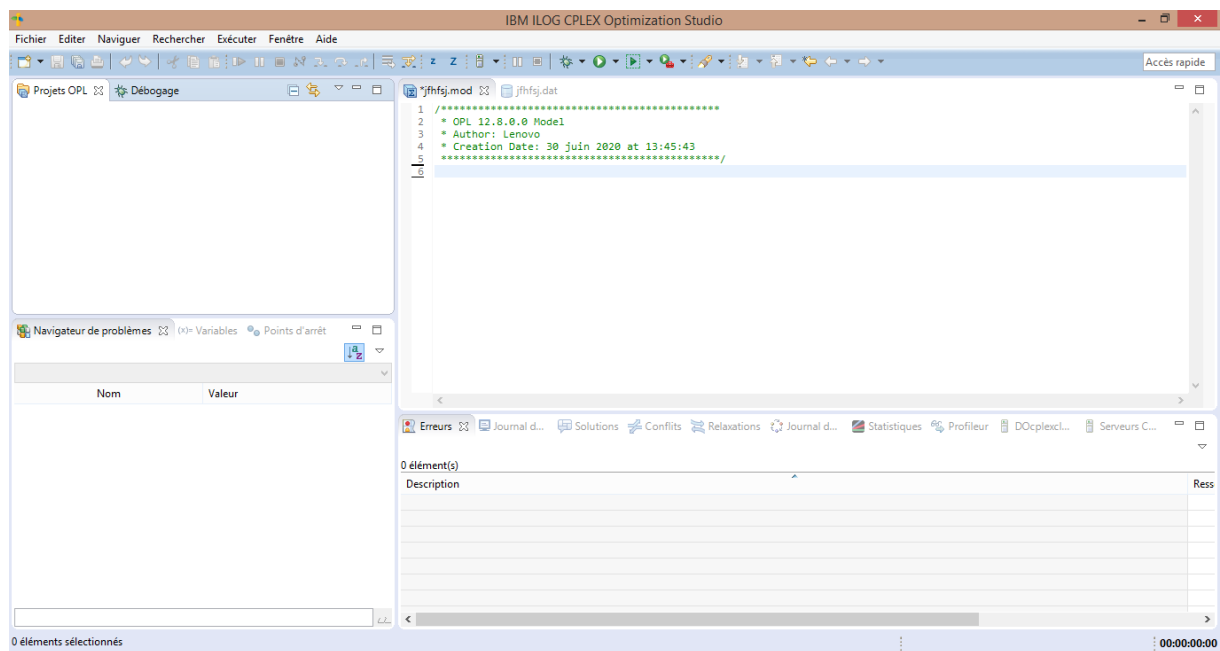 IBM ILOG CPLEX Optimization Studio
Fichier Editer Naviguer Rechercher Exécuter Fenêtre Aide
Accès rapide
Projets OPL Débogage
*jfhfsj.mod jfhfsj.dat
1 /*********************************************
2 * OPL 12.8.0.0 Model
3 * Author: Lenovo
4 * Creation Date: 30 juin 2020 at 13:45:43
5 *********************************************/
6
Navigateur de problèmes (x)= Variables Points d'arrêt
Nom Valeur
Erreurs Journal d... Solutions Conflits Relaxations Journal d... Statistiques Profileur DOcplexcl... Serveurs C...
0 élément(s)
Description Ress
0 éléments sélectionnés
00:00:00:00